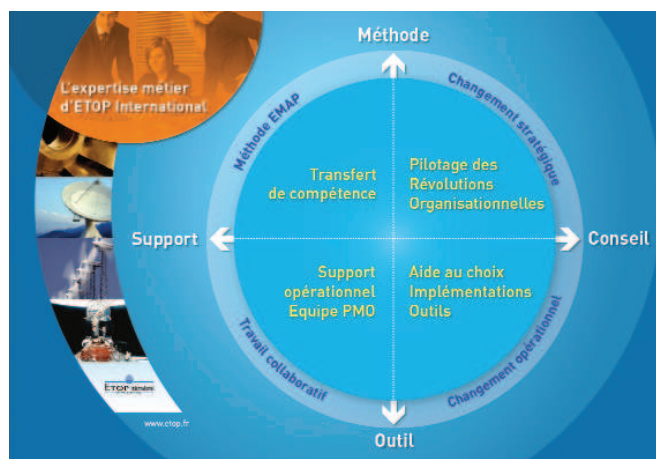 L'expertise métier
d'ETOP International
Méthode
Méthode EMAP
Changement stratégique
Transfert
de compétence
Pilotage des
Révolutions
Organisationnelles
Support
Conseil
Support
opérationnel
Equipe PMO
Aide au choix
Implémentations
Outils
Travail collaboratif
Changement opérationnel
Outil
ETOP
www.etop.fr